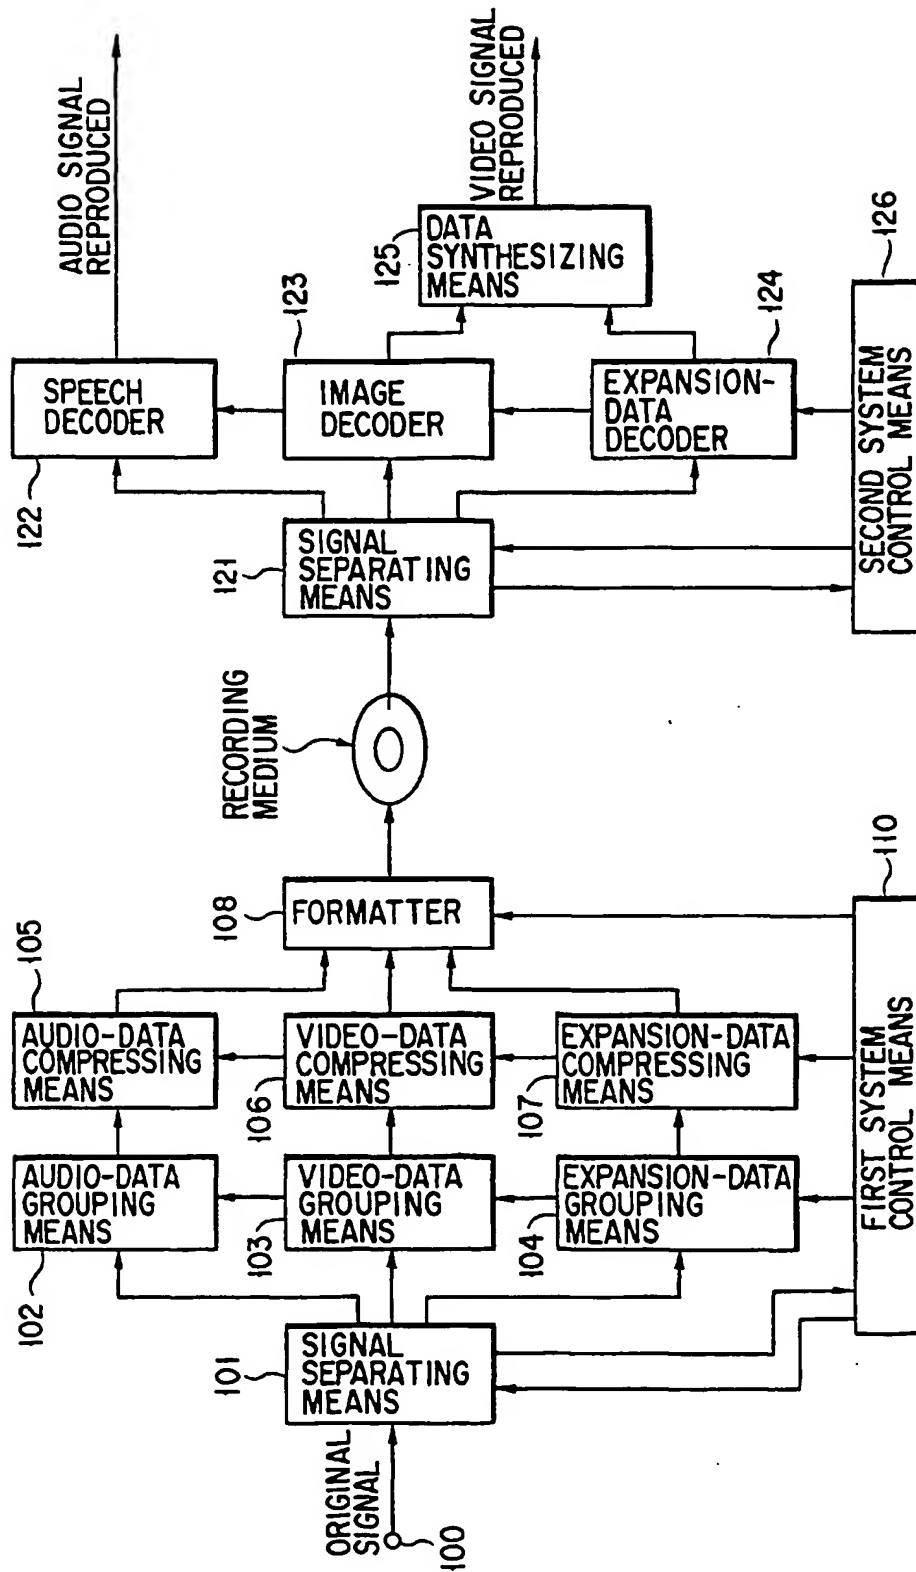 ORIGINAL
SIGNAL
100
101
SIGNAL
SEPARATING
MEANS
102
AUDIO-DATA
GROUPING
MEANS
103
VIDEO-DATA
GROUPING
MEANS
104
EXPANSION-DATA
GROUPING
MEANS
105
AUDIO-DATA
COMPRESSING
MEANS
106
VIDEO-DATA
COMPRESSING
MEANS
107
EXPANSION-DATA
COMPRESSING
MEANS
108
FORMATTER
110
FIRST SYSTEM
CONTROL MEANS
RECORDING
MEDIUM
121
SIGNAL
SEPARATING
MEANS
122
SPEECH
DECODER
123
IMAGE
DECODER
124
EXPANSION-
DATA
DECODER
125
DATA
SYNTHESIZING
MEANS
126
SECOND SYSTEM
CONTROL MEANS
AUDIO SIGNAL
REPRODUCED
VIDEO SIGNAL
REPRODUCED